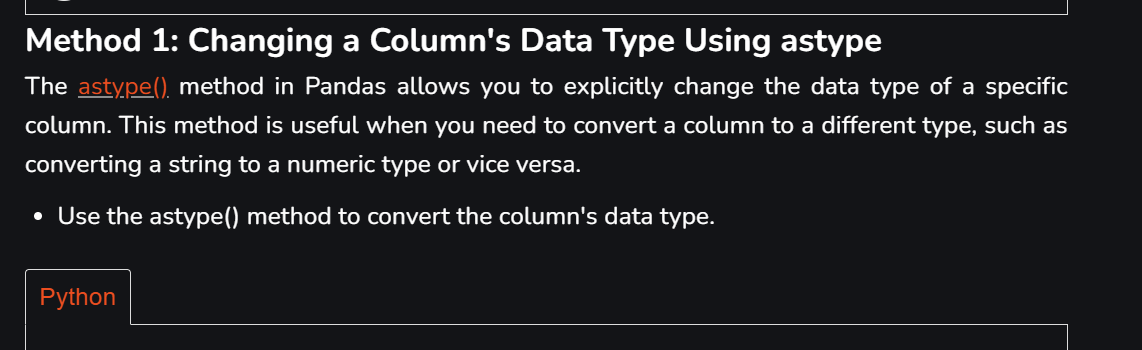 Method 1: Changing a Column's Data Type Using astype
The astype() method in Pandas allows you to explicitly change the data type of a specific
column. This method is useful when you need to convert a column to a different type, such as
converting a string to a numeric type or vice versa.
• Use the astype() method to convert the column's data type.
Python